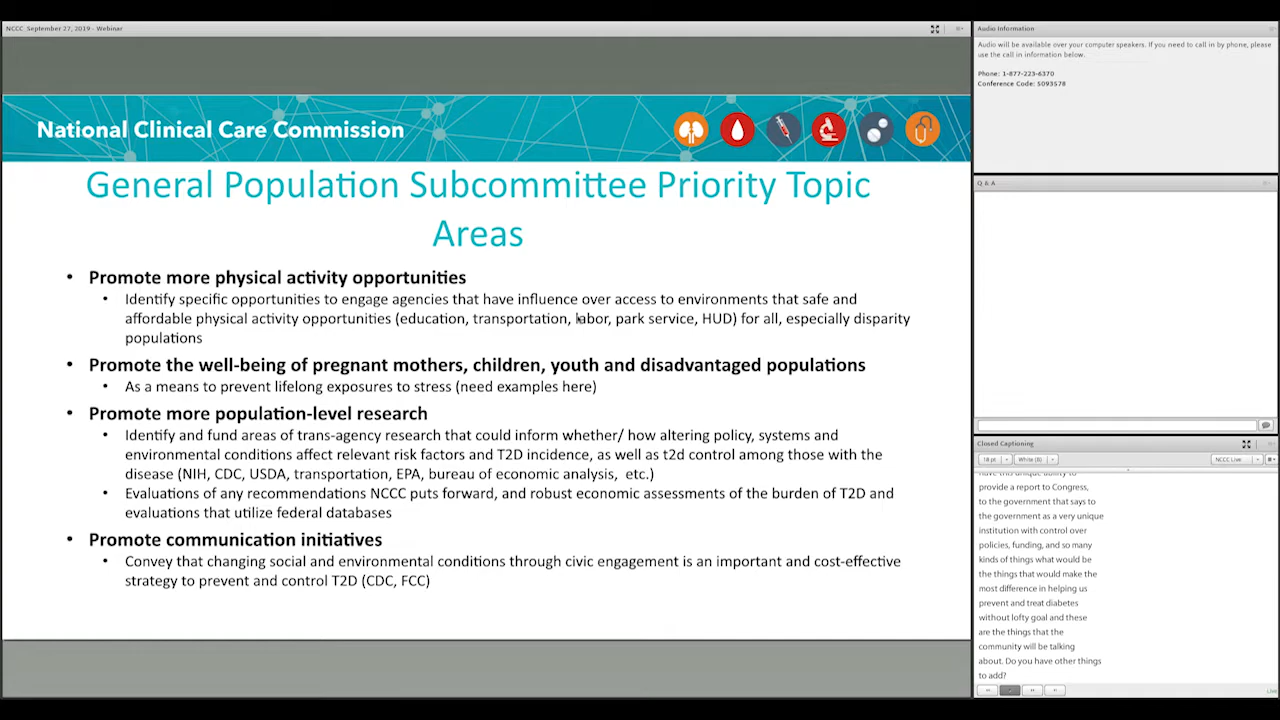 NCCC_September 27, 2019 - Webinar
National Clinical Care Commission
General Population Subcommittee Priority Topic
Areas
• Promote more physical activity opportunities
• Identify specific opportunities to engage agencies that have influence over access to environments that safe and
affordable physical activity opportunities (education, transportation, labor, park service, HUD) for all, especially disparity
populations
• Promote the well-being of pregnant mothers, children, youth and disadvantaged populations
• As a means to prevent lifelong exposures to stress (need examples here)
• Promote more population-level research
• Identify and fund areas of trans-agency research that could inform whether/ how altering policy, systems and
environmental conditions affect relevant risk factors and T2D incidence, as well as t2d control among those with the
disease (NIH, CDC, USDA, transportation, EPA, bureau of economic analysis, etc.)
• Evaluations of any recommendations NCCC puts forward, and robust economic assessments of the burden of T2D and
evaluations that utilize federal databases
• Promote communication initiatives
• Convey that changing social and environmental conditions through civic engagement is an important and cost-effective
strategy to prevent and control T2D (CDC, FCC)
Audio Information
Audio will be available over your computer speakers. If you need to call in by phone, please
use the call in information below.
Phone: 1-877-223-6370
Conference Code: 5093578
Q & A
Closed Captioning
18 pt. White (B) NCCC Live
have this unique ability to
provide a report to Congress,
to the government that says to
the government as a very unique
institution with control over
policies, funding, and so many
kinds of things what would be
the things that would make the
most difference in helping us
prevent and treat diabetes
without lofty goal and these
are the things that the
community will be talking
about. Do you have other things
to add?
Live